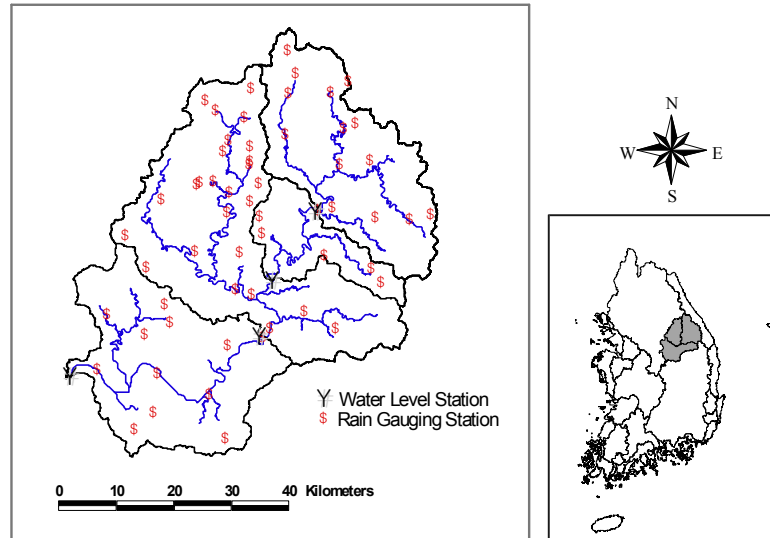 N
W E
S
Water Level Station
$ Rain Gauging Station
0 10 20 30 40 Kilometers